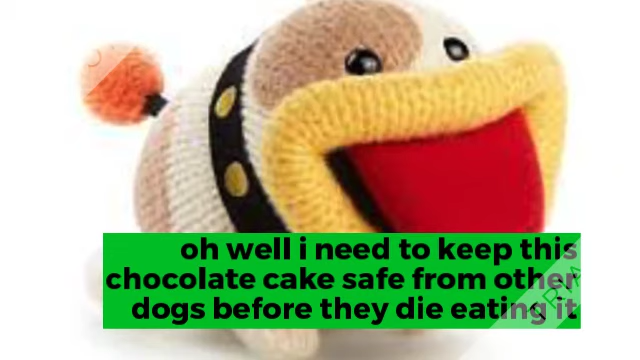 oh well i need to keep this
chocolate cake safe from other
dogs before they die eating it